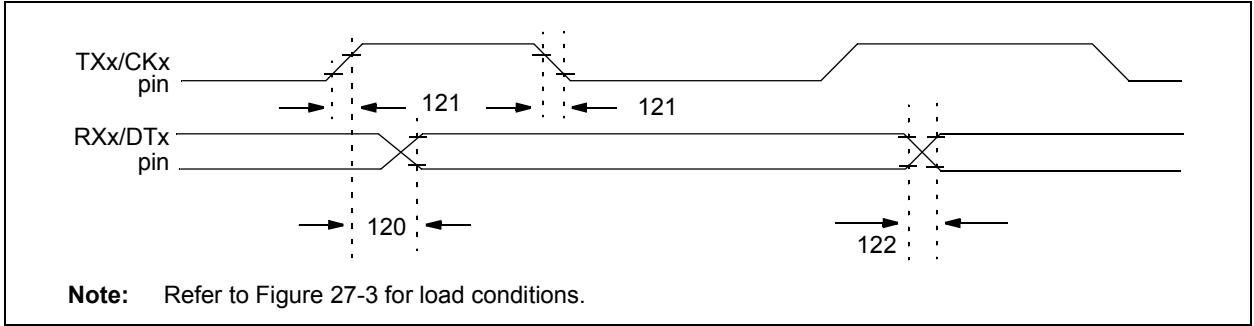 TXx/CKx
pin
121
121
RXx/DTx
pin
120
122
Note: Refer to Figure 27-3 for load conditions.